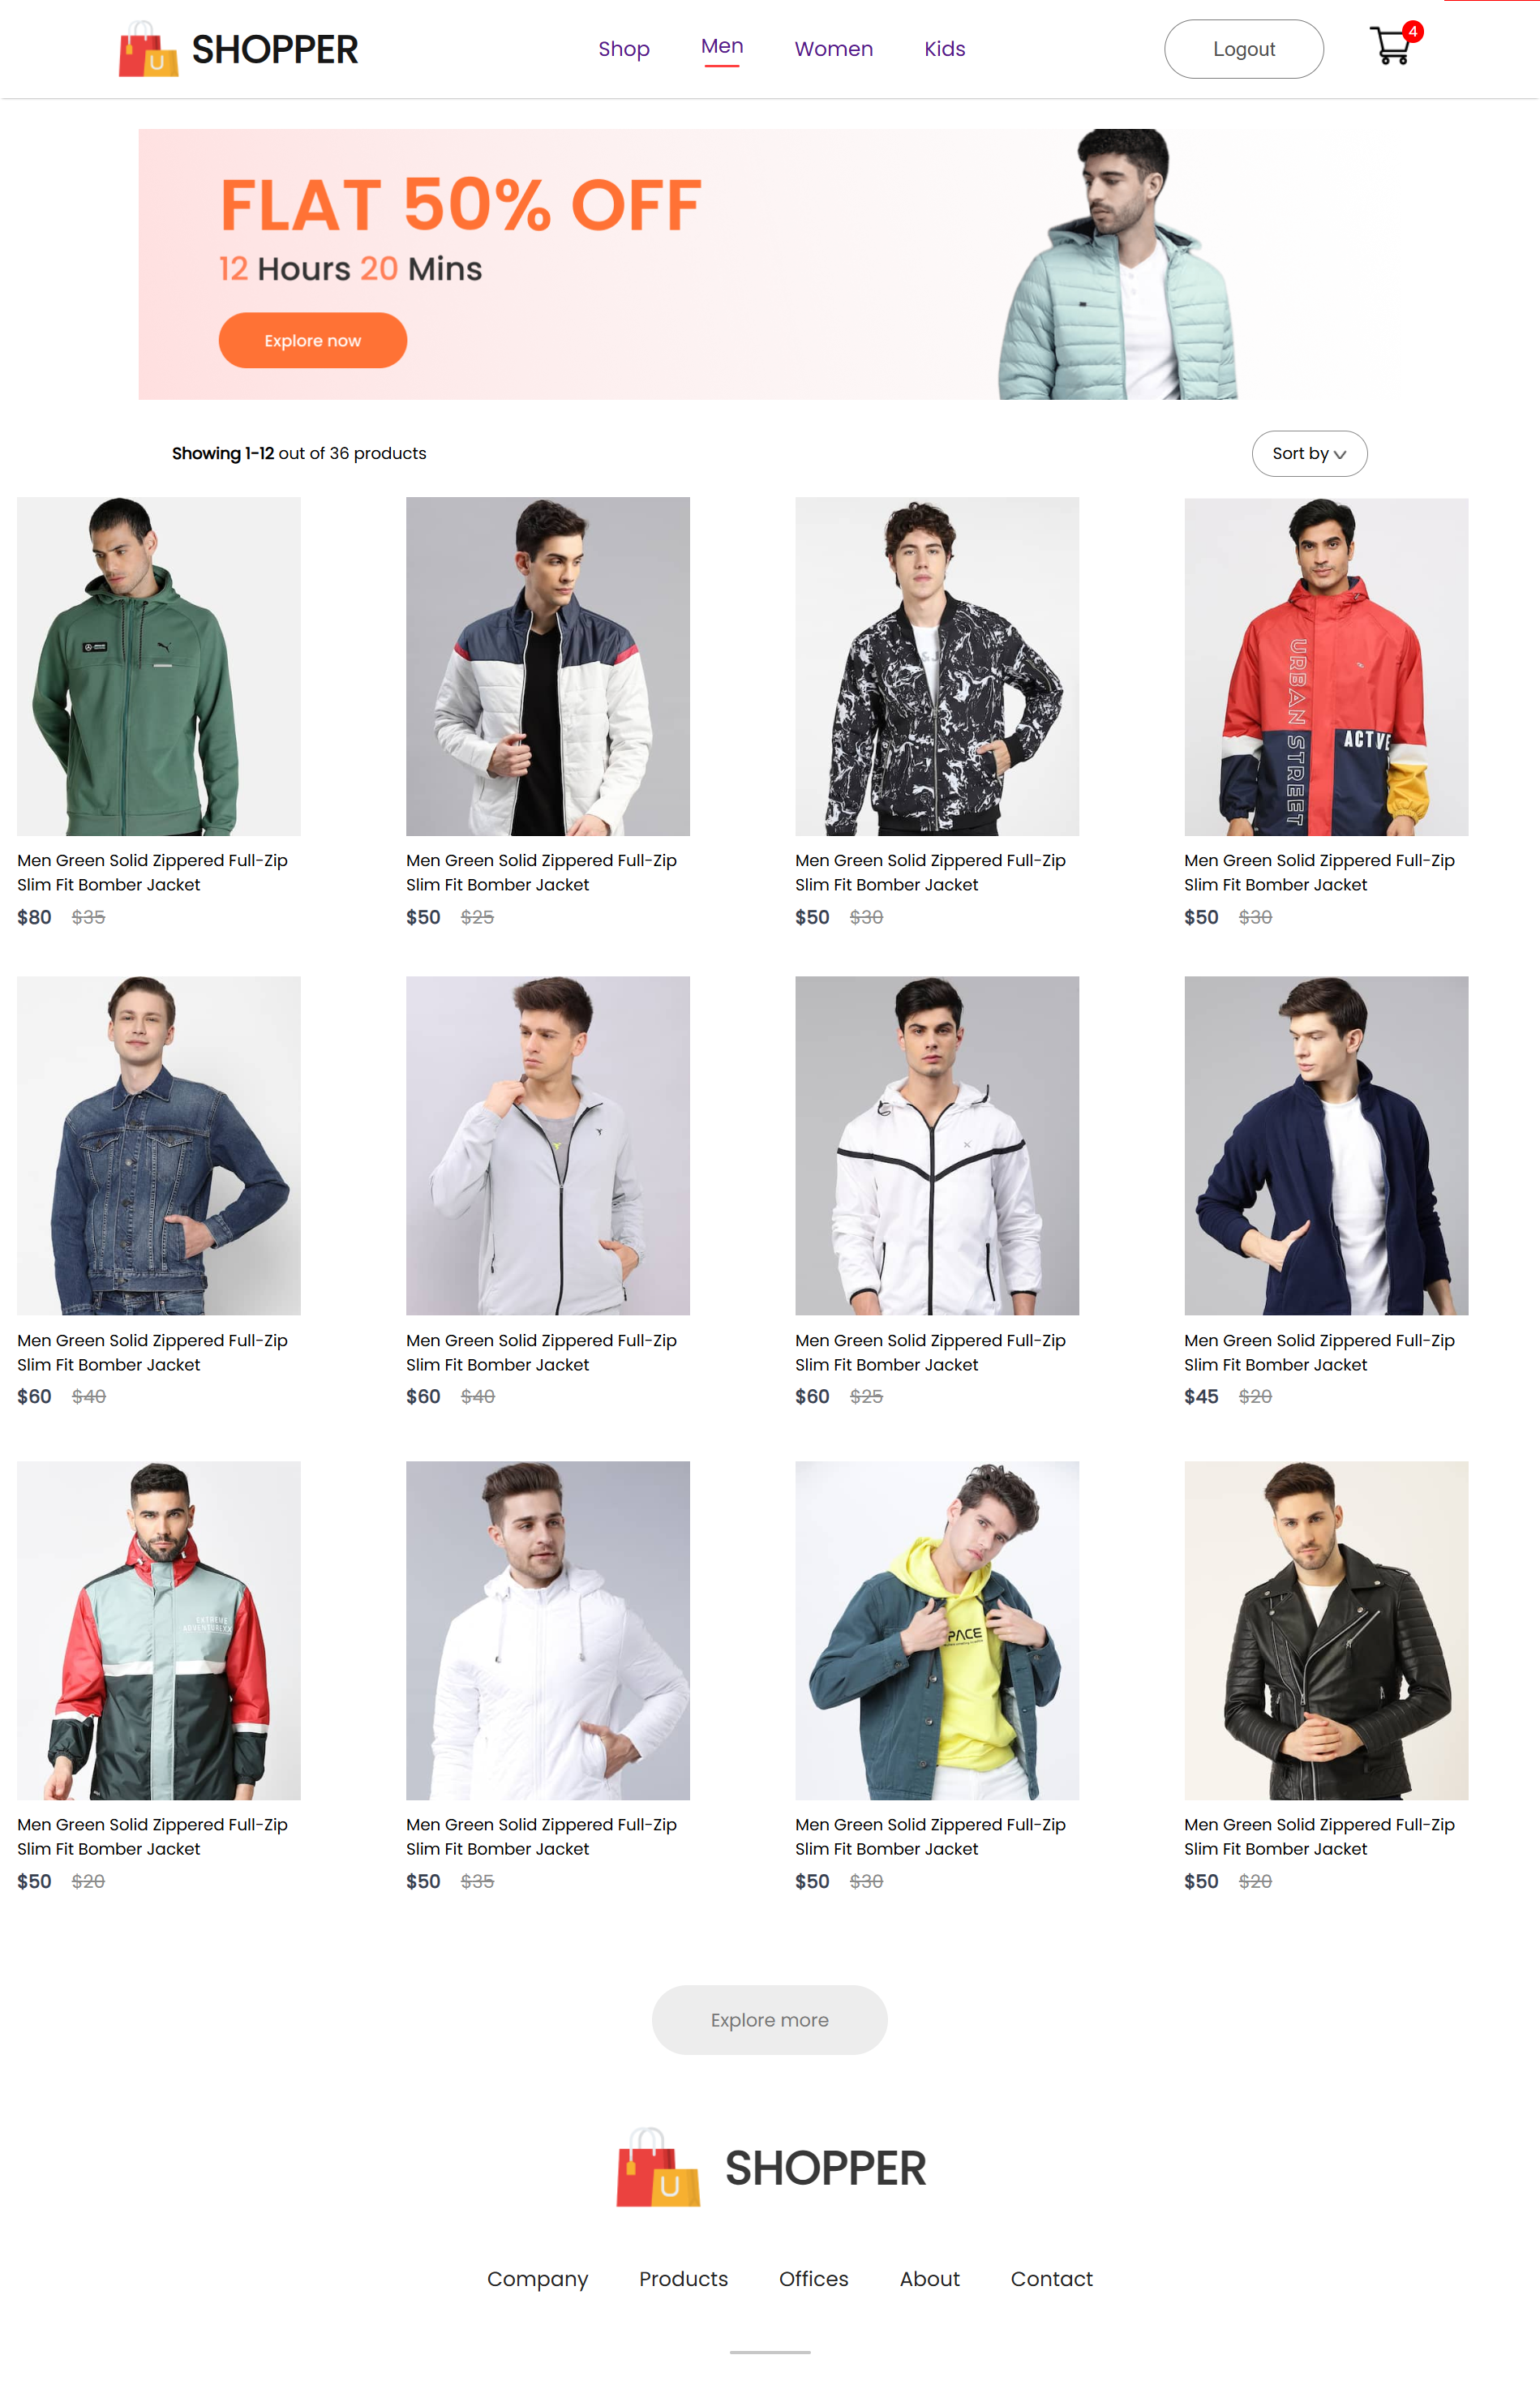 SHOPPER
Shop
Men
Women
Kids
Logout
4
FLAT 50% OFF
12 Hours 20 Mins
Explore now
Showing 1-12 out of 36 products
Sort by
URBAN STREET
ACTIVE
Men Green Solid Zippered Full-Zip
Slim Fit Bomber Jacket
$80 $35
Men Green Solid Zippered Full-Zip
Slim Fit Bomber Jacket
$50 $25
Men Green Solid Zippered Full-Zip
Slim Fit Bomber Jacket
$50 $30
Men Green Solid Zippered Full-Zip
Slim Fit Bomber Jacket
$50 $30
Men Green Solid Zippered Full-Zip
Slim Fit Bomber Jacket
$60 $40
Men Green Solid Zippered Full-Zip
Slim Fit Bomber Jacket
$60 $40
Men Green Solid Zippered Full-Zip
Slim Fit Bomber Jacket
$60 $25
Men Green Solid Zippered Full-Zip
Slim Fit Bomber Jacket
$45 $20
EXTREME
PACE
Men Green Solid Zippered Full-Zip
Slim Fit Bomber Jacket
$50 $20
Men Green Solid Zippered Full-Zip
Slim Fit Bomber Jacket
$50 $35
Men Green Solid Zippered Full-Zip
Slim Fit Bomber Jacket
$50 $30
Men Green Solid Zippered Full-Zip
Slim Fit Bomber Jacket
$50 $20
Explore more
U
SHOPPER
Company
Products
Offices
About
Contact